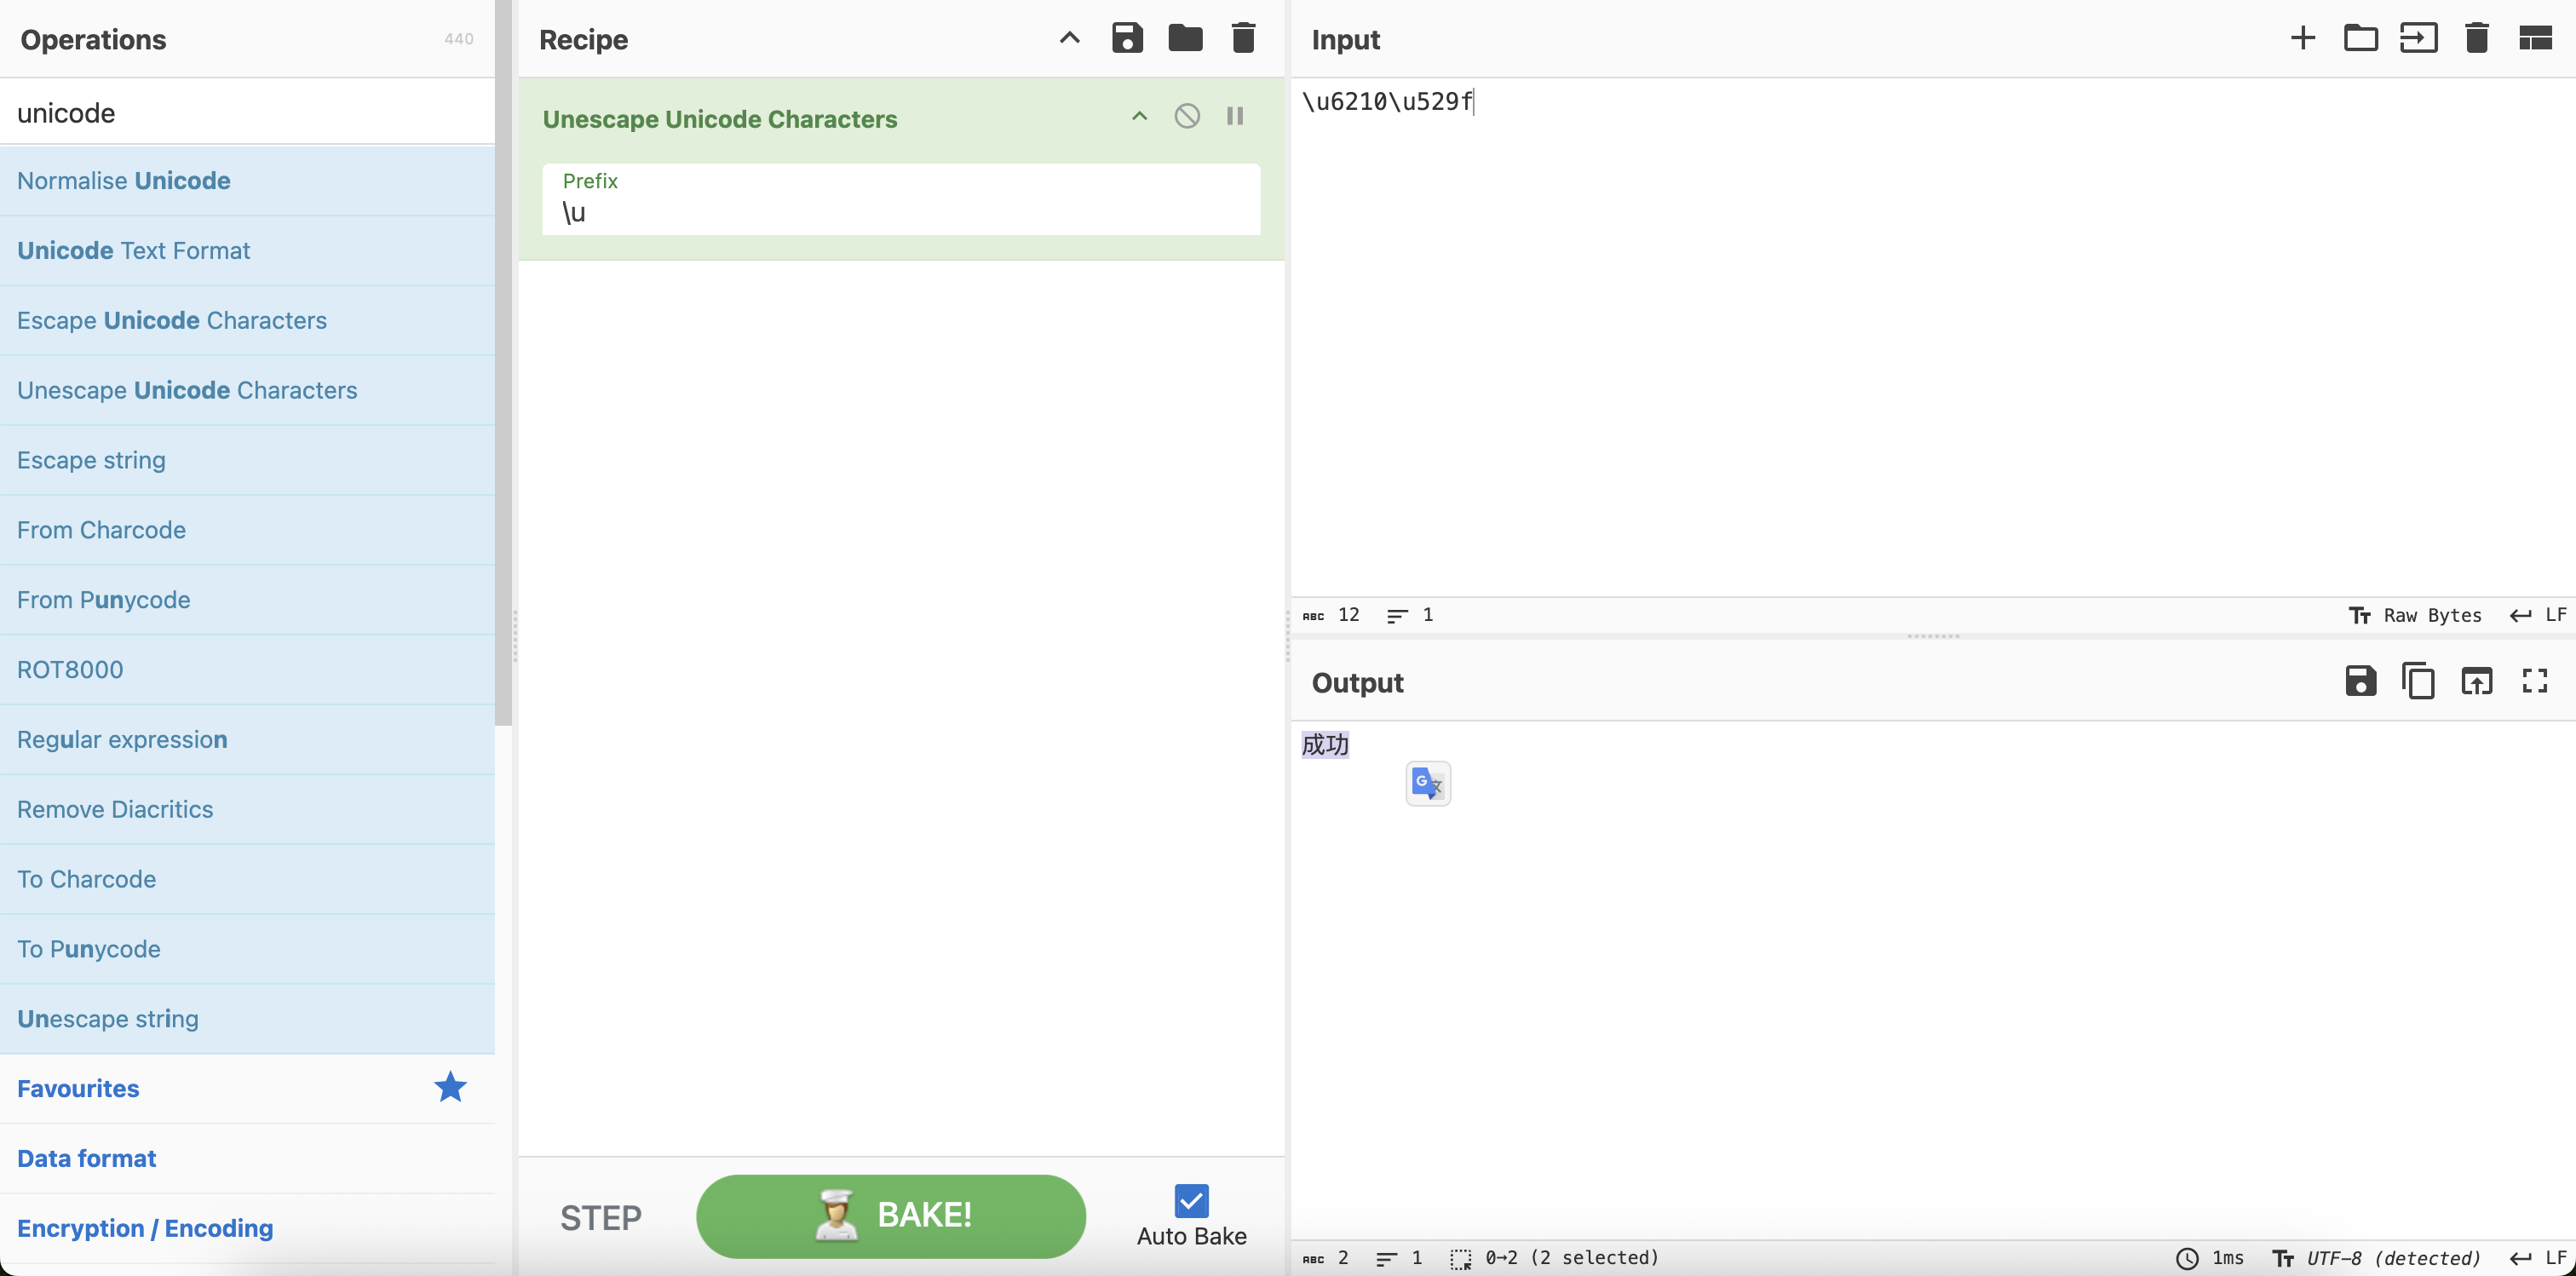 Operations
440
unicode
Normalise Unicode
Unicode Text Format
Escape Unicode Characters
Unescape Unicode Characters
Escape string
From Charcode
From Punycode
ROT8000
Regular expression
Remove Diacritics
To Charcode
To Punycode
Unescape string
Favourites
Data format
Encryption / Encoding
Recipe
Unescape Unicode Characters
Prefix
\u
STEP
BAKE!
Auto Bake
Input
\u6210\u529f
ABC 12 1
Raw Bytes LF
Output
成功
G 文
ABC 2 1 0→2 (2 selected)
1ms UTF-8 (detected) LF